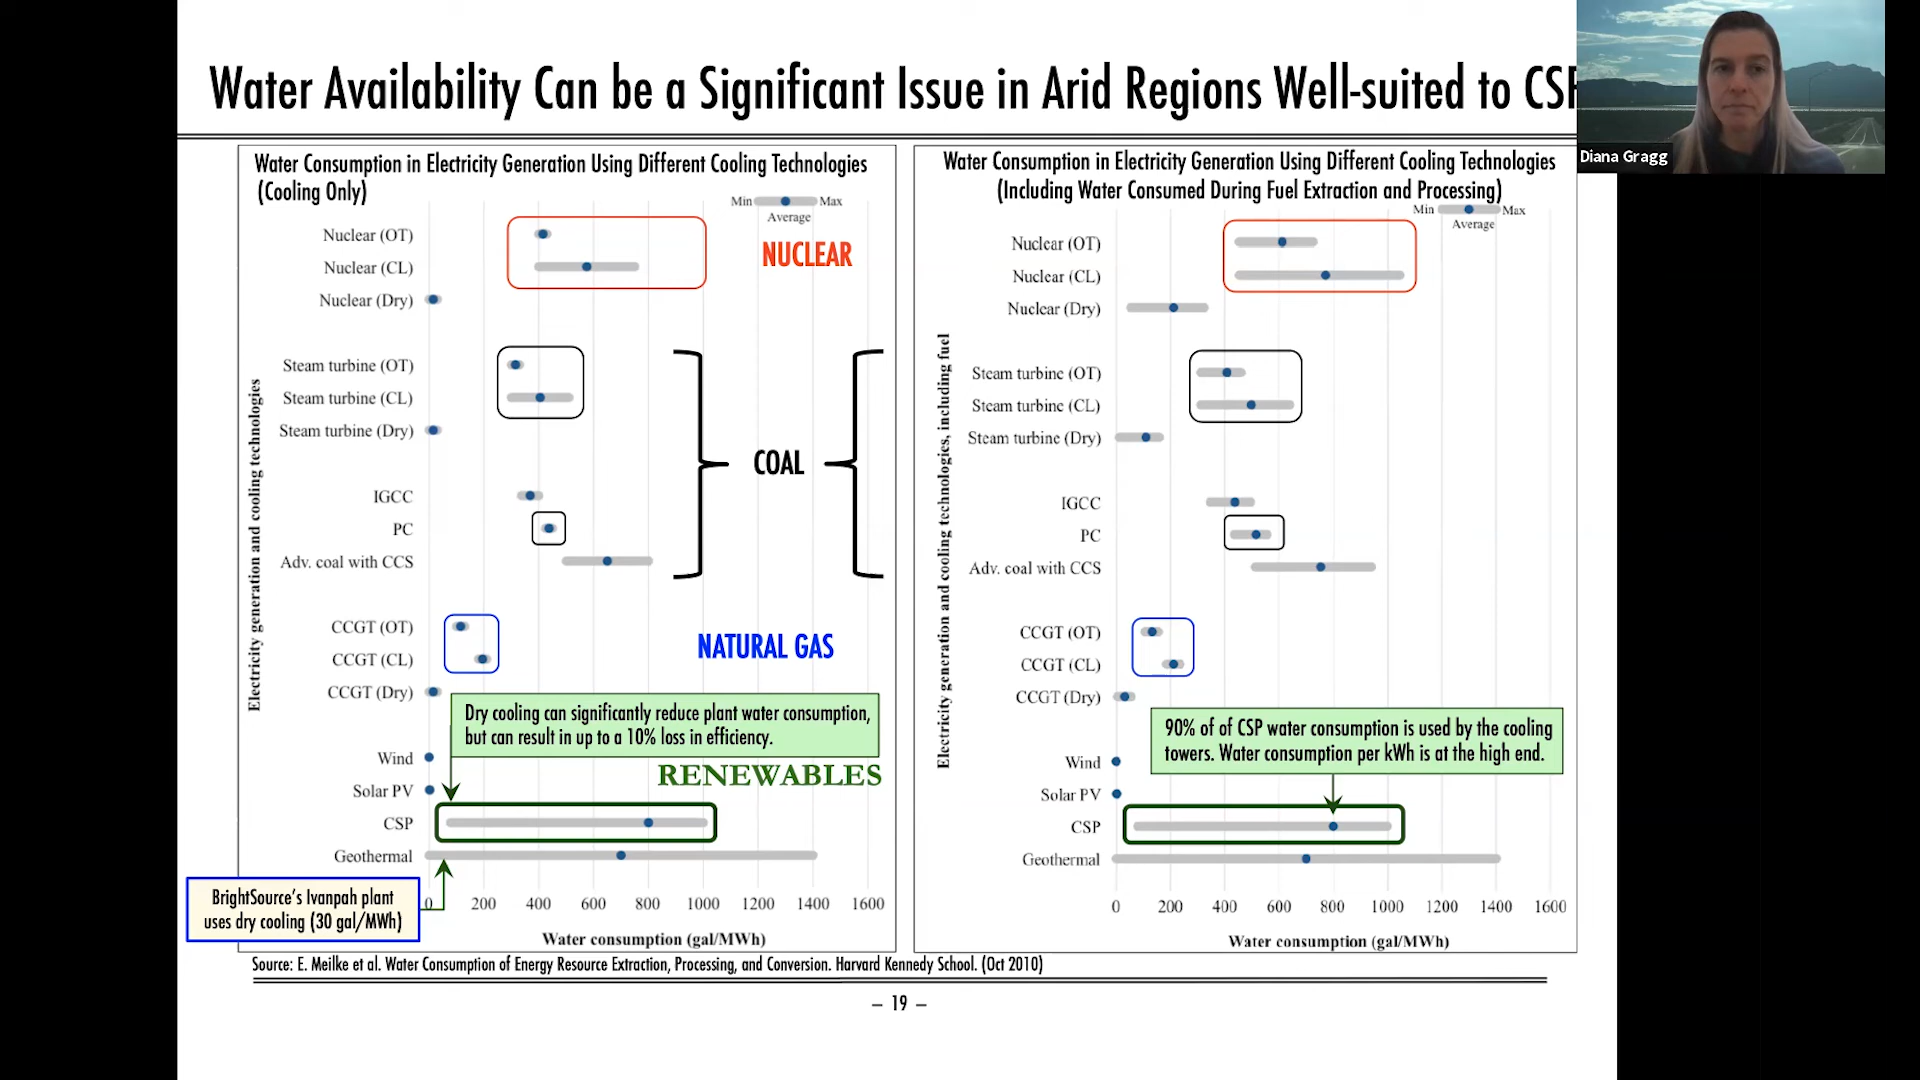 Water Availability Can be a Significant Issue in Arid Regions Well-suited to CSP
Diana Gragg
Water Consumption in Electricity Generation Using Different Cooling Technologies
(Cooling Only)
Min
Max
Average
Electricity generation and cooling technologies
Nuclear (OT)
Nuclear (CL)
Nuclear (Dry)
NUCLEAR
Steam turbine (OT)
Steam turbine (CL)
Steam turbine (Dry)
IGCC
PC
Adv. coal with CCS
COAL
CCGT (OT)
CCGT (CL)
CCGT (Dry)
NATURAL GAS
Dry cooling can significantly reduce plant water consumption,
but can result in up to a 10% loss in efficiency.
Wind
Solar PV
CSP
Geothermal
RENEWABLES
BrightSource's Ivanpah plant
uses dry cooling (30 gal/MWh)
0 200 400 600 800 1000 1200 1400 1600
Water consumption (gal/MWh)
Water Consumption in Electricity Generation Using Different Cooling Technologies
(Including Water Consumed During Fuel Extraction and Processing)
Min
Max
Average
Electricity generation and cooling technologies, including fuel
Nuclear (OT)
Nuclear (CL)
Nuclear (Dry)
Steam turbine (OT)
Steam turbine (CL)
Steam turbine (Dry)
IGCC
PC
Adv. coal with CCS
CCGT (OT)
CCGT (CL)
CCGT (Dry)
90% of of CSP water consumption is used by the cooling
towers. Water consumption per kWh is at the high end.
Wind
Solar PV
CSP
Geothermal
0 200 400 600 800 1000 1200 1400 1600
Water consumption (gal/MWh)
Source: E. Meilke et al. Water Consumption of Energy Resource Extraction, Processing, and Conversion. Harvard Kennedy School. (Oct 2010)
– 19 –